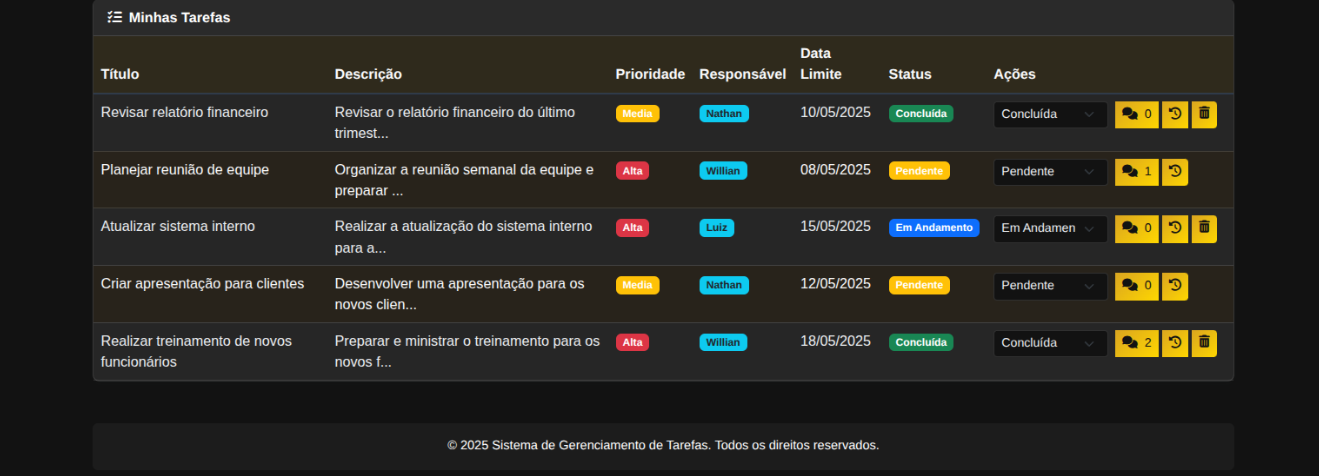 Minhas Tarefas
Título Descrição Prioridade Responsável Data Limite Status Ações
Revisar relatório financeiro Revisar o relatório financeiro do último trimest... Media Nathan 10/05/2025 Concluída Concluída 0
Planejar reunião de equipe Organizar a reunião semanal da equipe e preparar ... Alta Willian 08/05/2025 Pendente Pendente 1
Atualizar sistema interno Realizar a atualização do sistema interno para a... Alta Luiz 15/05/2025 Em Andamento Em Andamen 0
Criar apresentação para clientes Desenvolver uma apresentação para os novos clien... Media Nathan 12/05/2025 Pendente Pendente 0
Realizar treinamento de novos funcionários Preparar e ministrar o treinamento para os novos f... Alta Willian 18/05/2025 Concluída Concluída 2
© 2025 Sistema de Gerenciamento de Tarefas. Todos os direitos reservados.